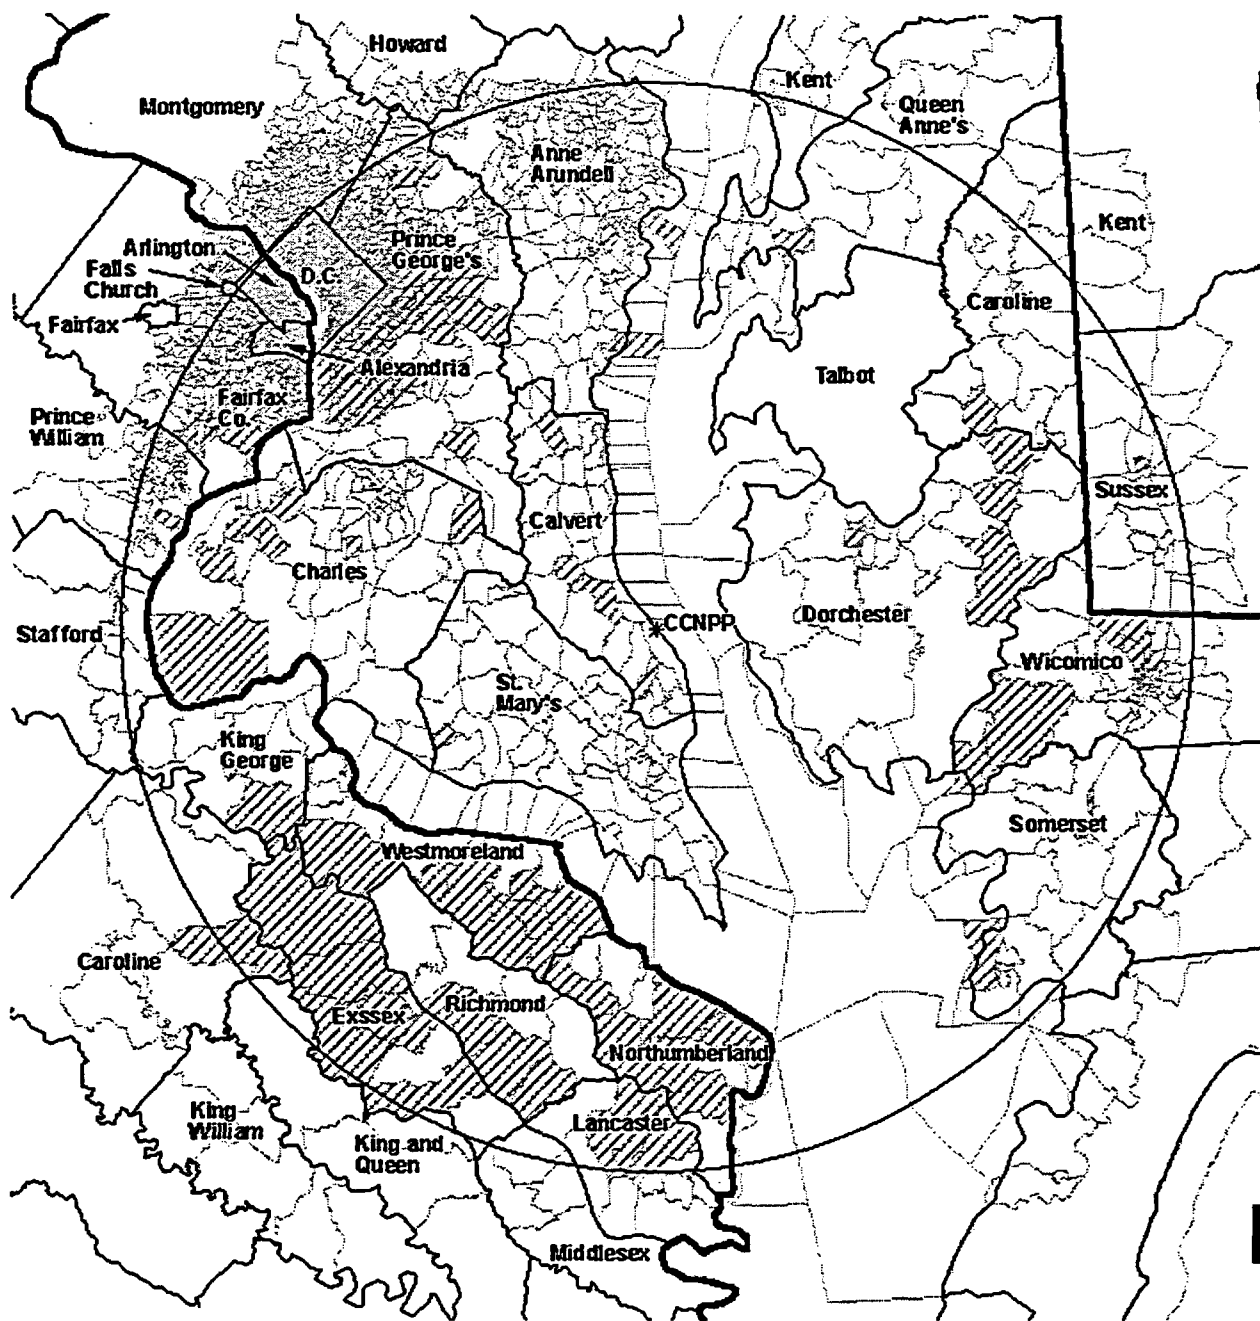 Howard
Montgomery
Kent
Queen
Anne's
Anne
Arundell
Kent
Prince
George's
Arlington
Falls
Church
D.C.
Caroline
Fairfax
Alexandria
Talbot
Fairfax
Co.
Prince
William
Sussex
Calvert
Charles
Dorchester
CCNPP
Stafford
Wicomico
St.
Mary's
King
George
Somerset
Westmoreland
Caroline
Richmond
Exssex
Northumberland
King
William
Lancaster
King and
Queen
Middlesex